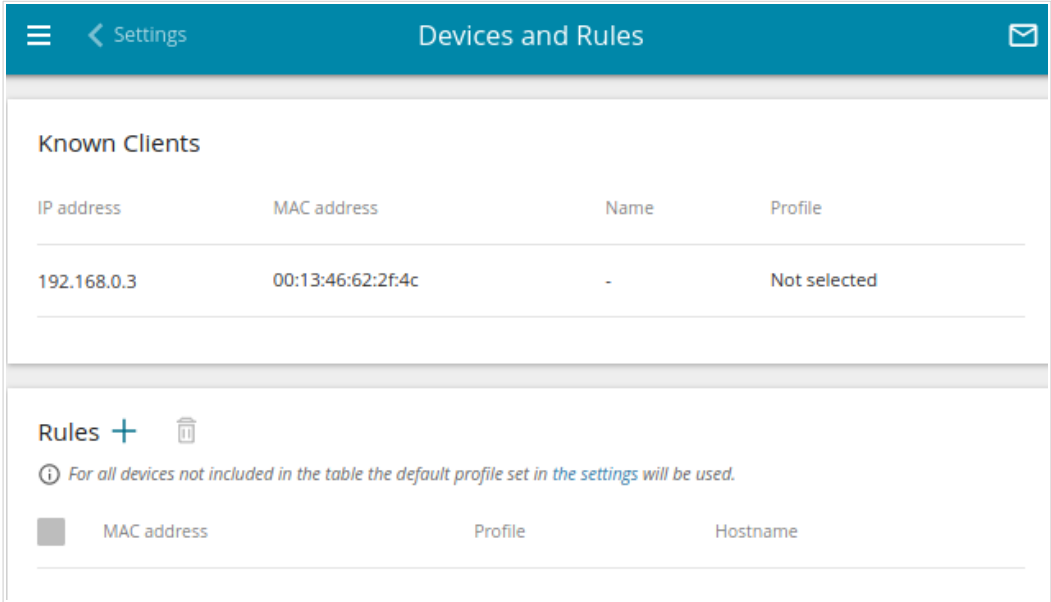 Settings Devices and Rules
Known Clients
IP address MAC address Name Profile
192.168.0.3 00:13:46:62:2f:4c - Not selected
Rules +
For all devices not included in the table the default profile set in the settings will be used.
MAC address Profile Hostname